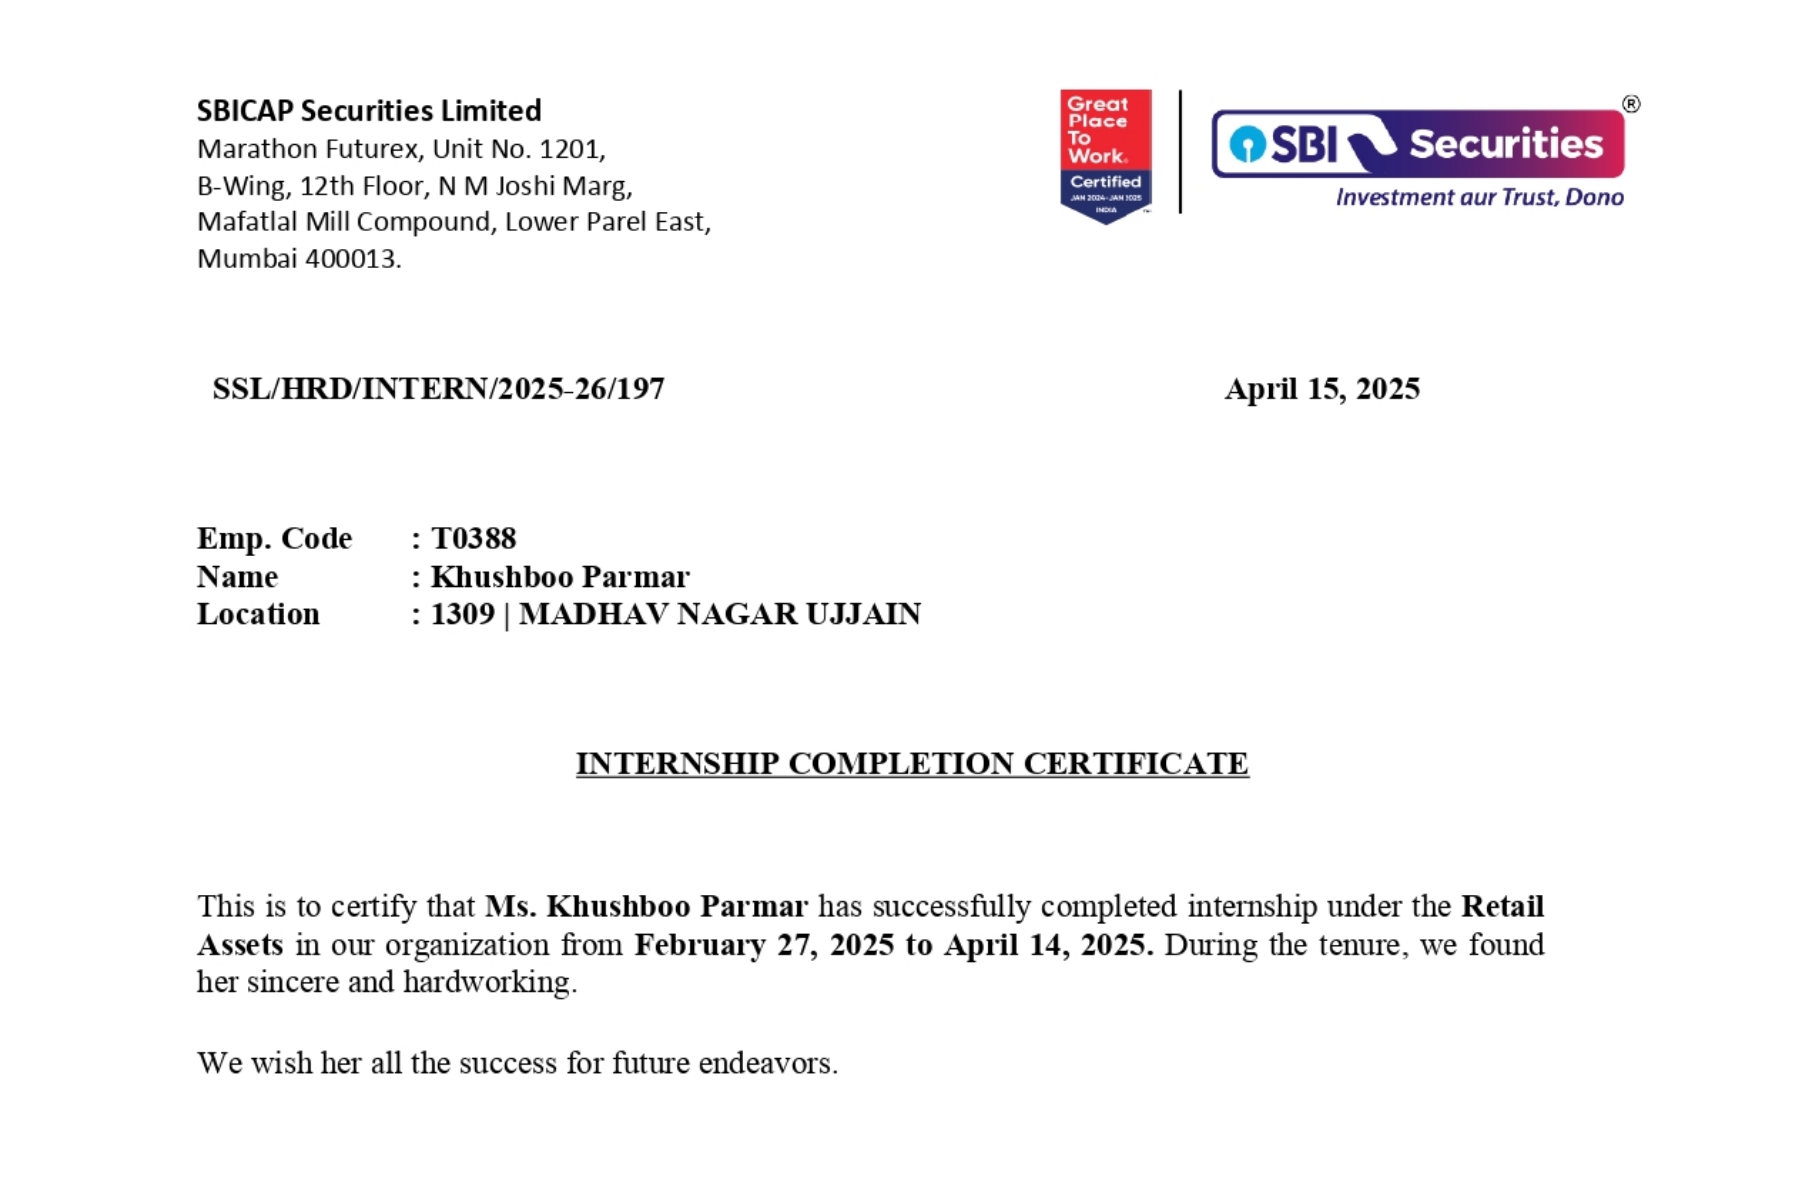 SBICAP Securities Limited
Marathon Futurex, Unit No. 1201,
B-Wing, 12th Floor, N M Joshi Marg,
Mafatlal Mill Compound, Lower Parel East,
Mumbai 400013.
Great
Place
To
Work.
Certified
JAN 2024-JAN 2025
INDIA
TM
SBI Securities ®
Investment aur Trust, Dono
SSL/HRD/INTERN/2025-26/197 April 15, 2025
Emp. Code : T0388
Name : Khushboo Parmar
Location : 1309 | MADHAV NAGAR UJJAIN
INTERNSHIP COMPLETION CERTIFICATE
This is to certify that Ms. Khushboo Parmar has successfully completed internship under the Retail
Assets in our organization from February 27, 2025 to April 14, 2025. During the tenure, we found
her sincere and hardworking.
We wish her all the success for future endeavors.